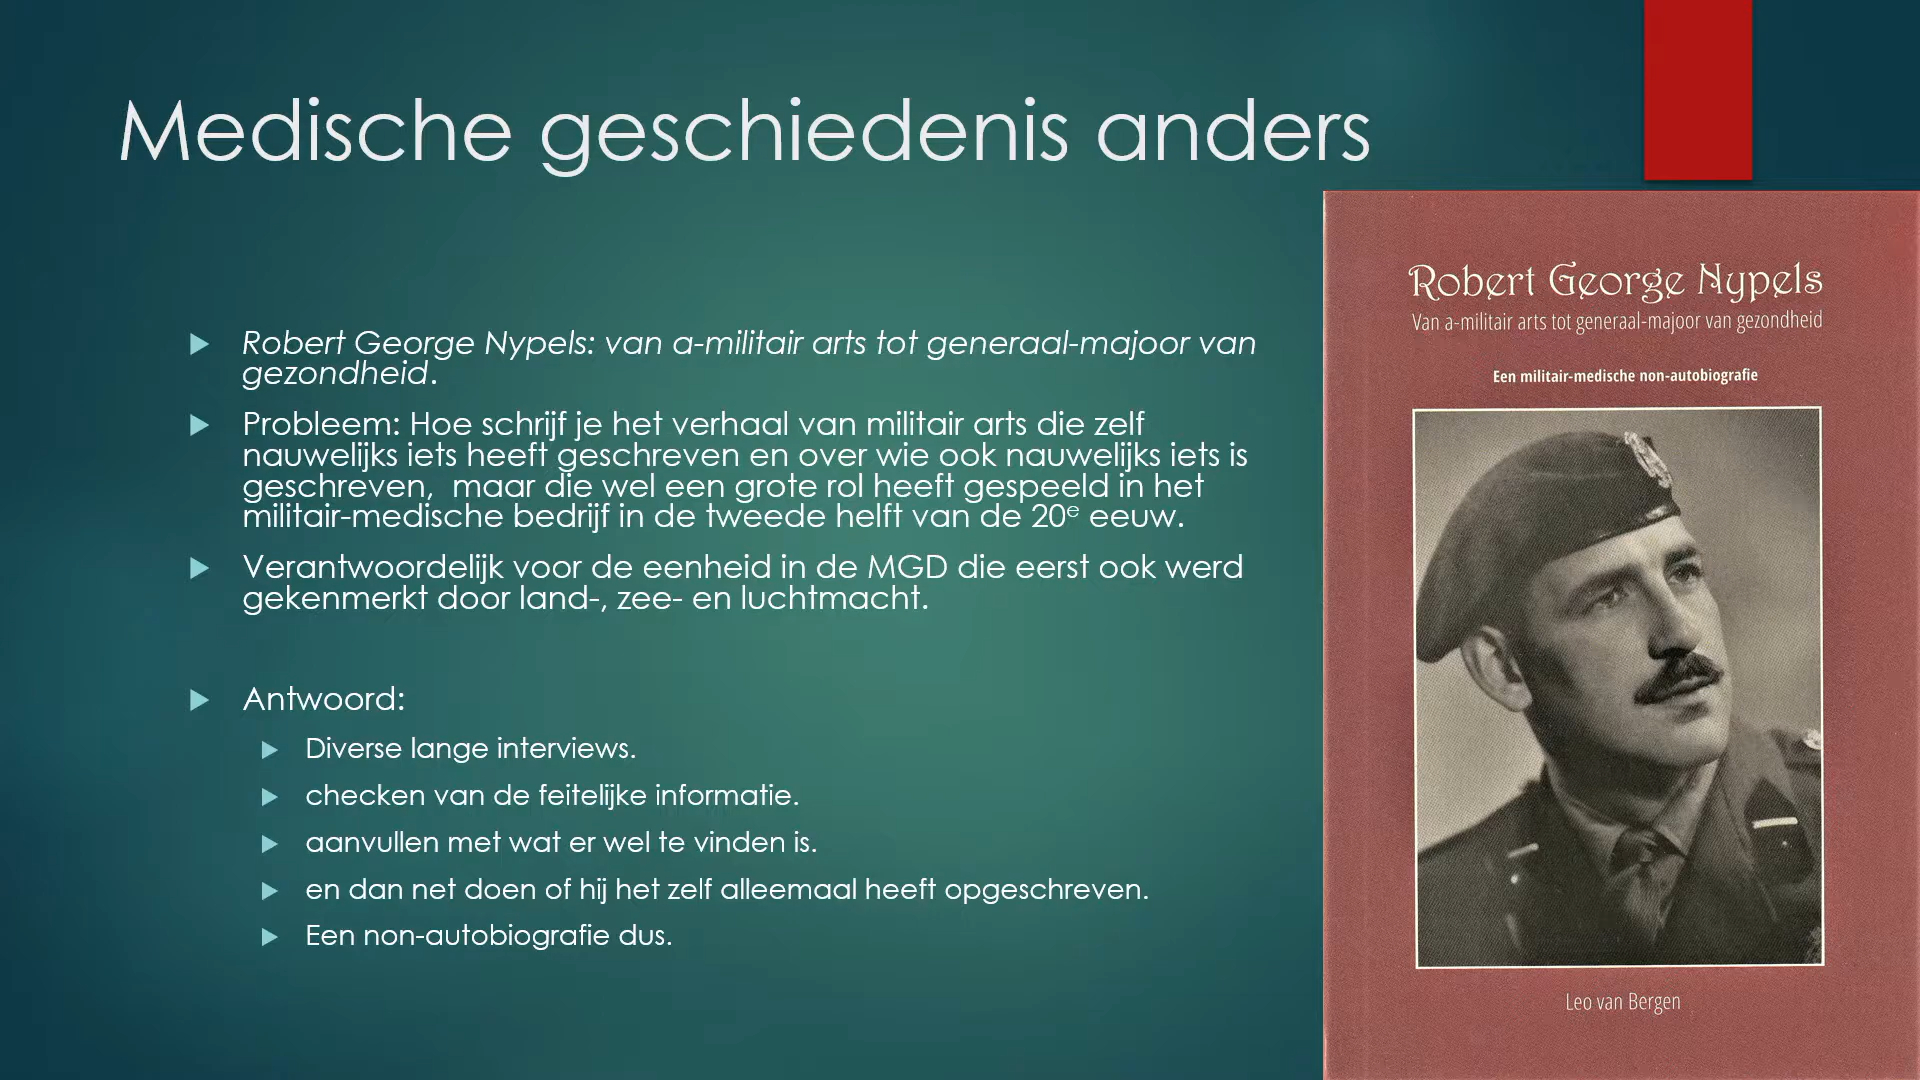 Medische geschiedenis anders
Robert George Nypels: van a-militair arts tot generaal-majoor van
gezondheid.
Probleem: Hoe schrijf je het verhaal van militair arts die zelf
nauwelijks iets heeft geschreven en over wie ook nauwelijks iets is
geschreven,  maar die wel een grote rol heeft gespeeld in het
militair-medische bedrijf in de tweede helft van de 20e eeuw.
Verantwoordelijk voor de eenheid in de MGD die eerst ook werd
gekenmerkt door land-, zee- en luchtmacht.
Antwoord:
Diverse lange interviews.
checken van de feitelijke informatie.
aanvullen met wat er wel te vinden is.
en dan net doen of hij het zelf alleemaal heeft opgeschreven.
Een non-autobiografie dus.
Robert George Nypels
Van a-militair arts tot generaal-majoor van gezondheid
Een militair-medische non-autobiografie
Leo van Bergen